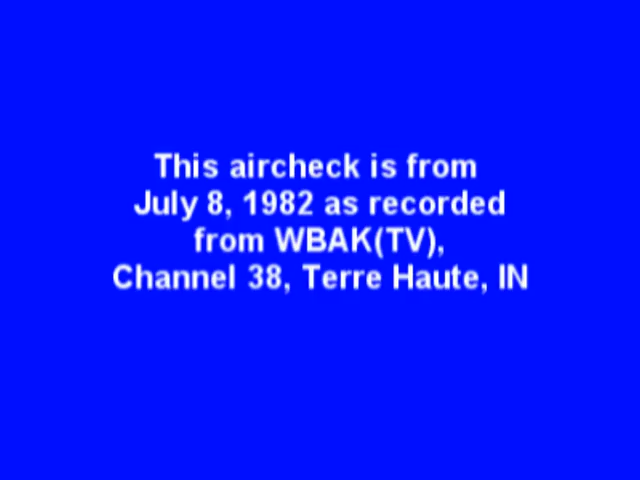 This aircheck is from
July 8, 1982 as recorded
from WBAK(TV),
Channel 38, Terre Haute, IN